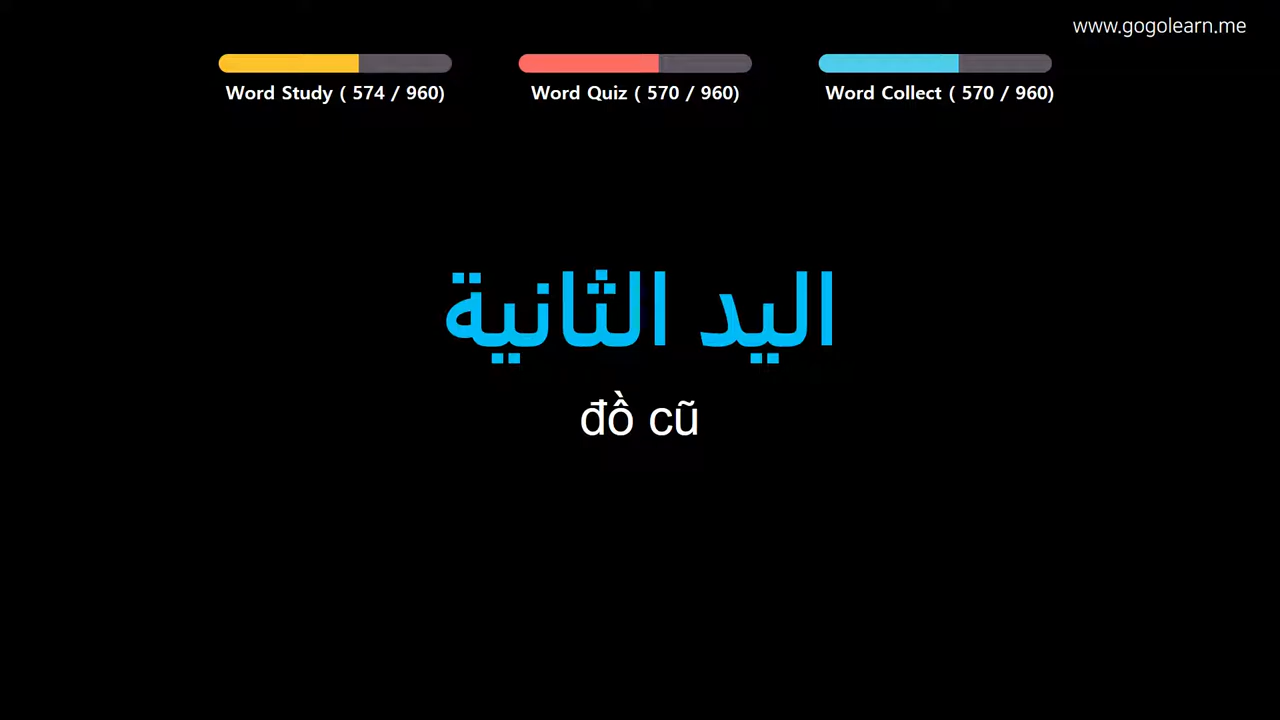 www.gogolearn.me
Word Study ( 574 / 960)
Word Quiz ( 570 / 960)
Word Collect ( 570 / 960)
اليد الثانية
đồ cũ